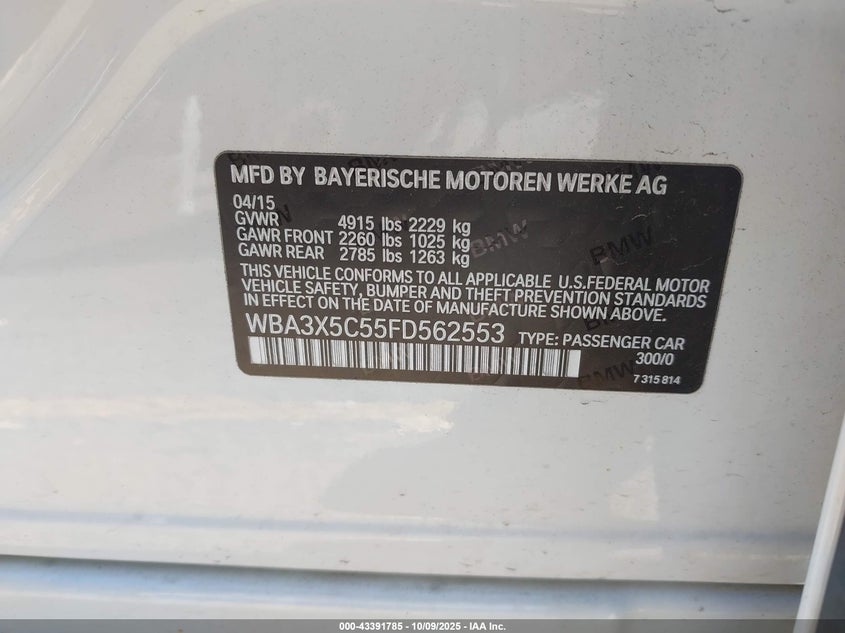 MFD BY BAYERISCHE MOTOREN WERKE AG
04/15
GVWR 4915 lbs 2229 kg
GAWR FRONT 2260 lbs 1025 kg
GAWR REAR 2785 lbs 1263 kg
THIS VEHICLE CONFORMS TO ALL APPLICABLE U.S.FEDERAL MOTOR
VEHICLE SAFETY, BUMPER AND THEFT PREVENTION STANDARDS
IN EFFECT ON THE DATE OF MANUFACTURE SHOWN ABOVE.
WBA3X5C55FD562553 TYPE: PASSENGER CAR
300/0
7 315 814
BMW
BMW
BMW
000-43391785 - 10/09/2025 - IAA Inc.